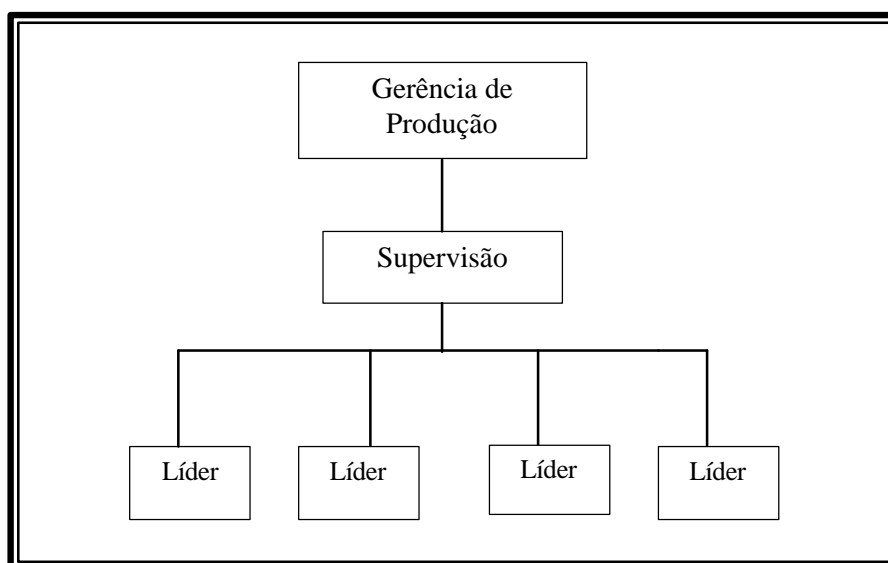 Gerência de
Produção
Supervisão
Líder
Líder
Líder
Líder